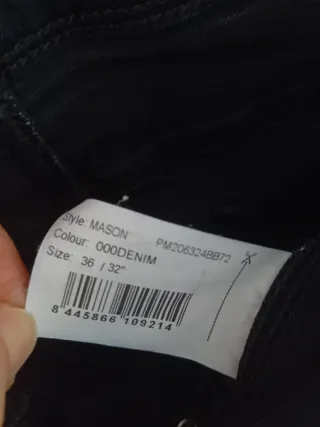 Style: MASON
PM206324BB72
Colour: 000DENIM
Size: 36 / 32"
8 445866 109214